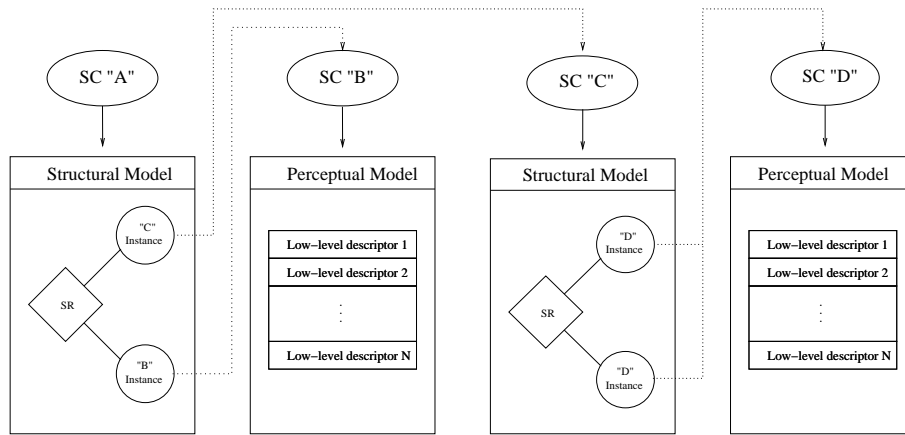 SC "A"
SC "B"
SC "C"
SC "D"
Structural Model
"C"
Instance
SR
"B"
Instance
Perceptual Model
Low-level descriptor 1
Low-level descriptor 2
Low-level descriptor N
Structural Model
"D"
Instance
SR
"D"
Instance
Perceptual Model
Low-level descriptor 1
Low-level descriptor 2
Low-level descriptor N